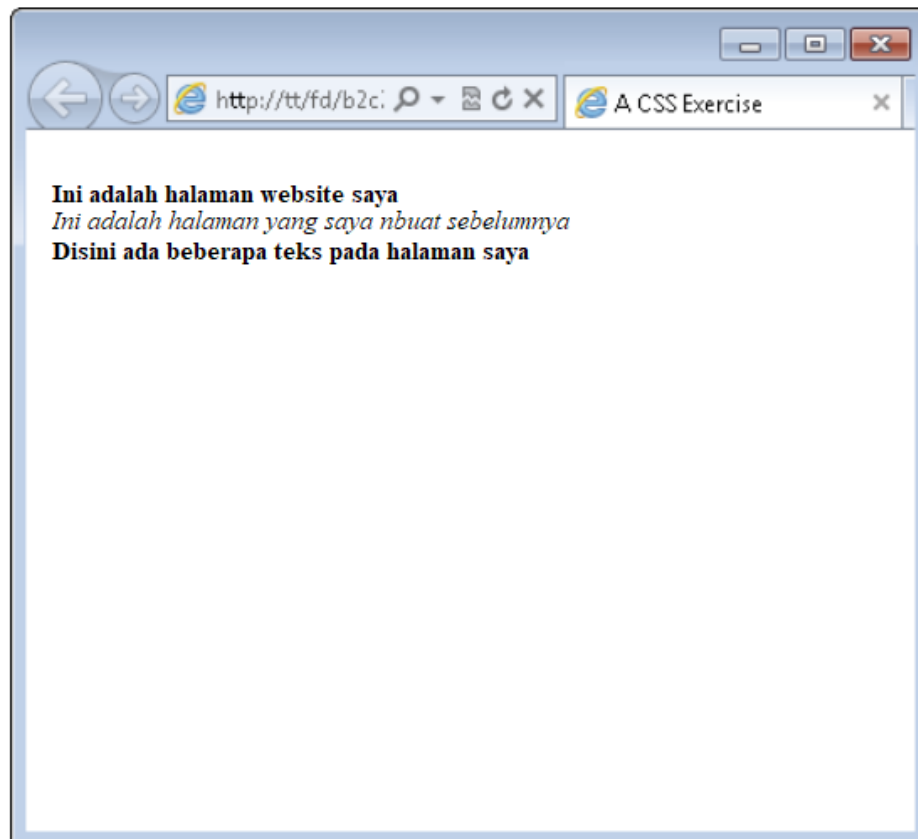 http://tt/fd/b2c
A CSS Exercise
Ini adalah halaman website saya
Ini adalah halaman yang saya nbuat sebelumnya
Disini ada beberapa teks pada halaman saya